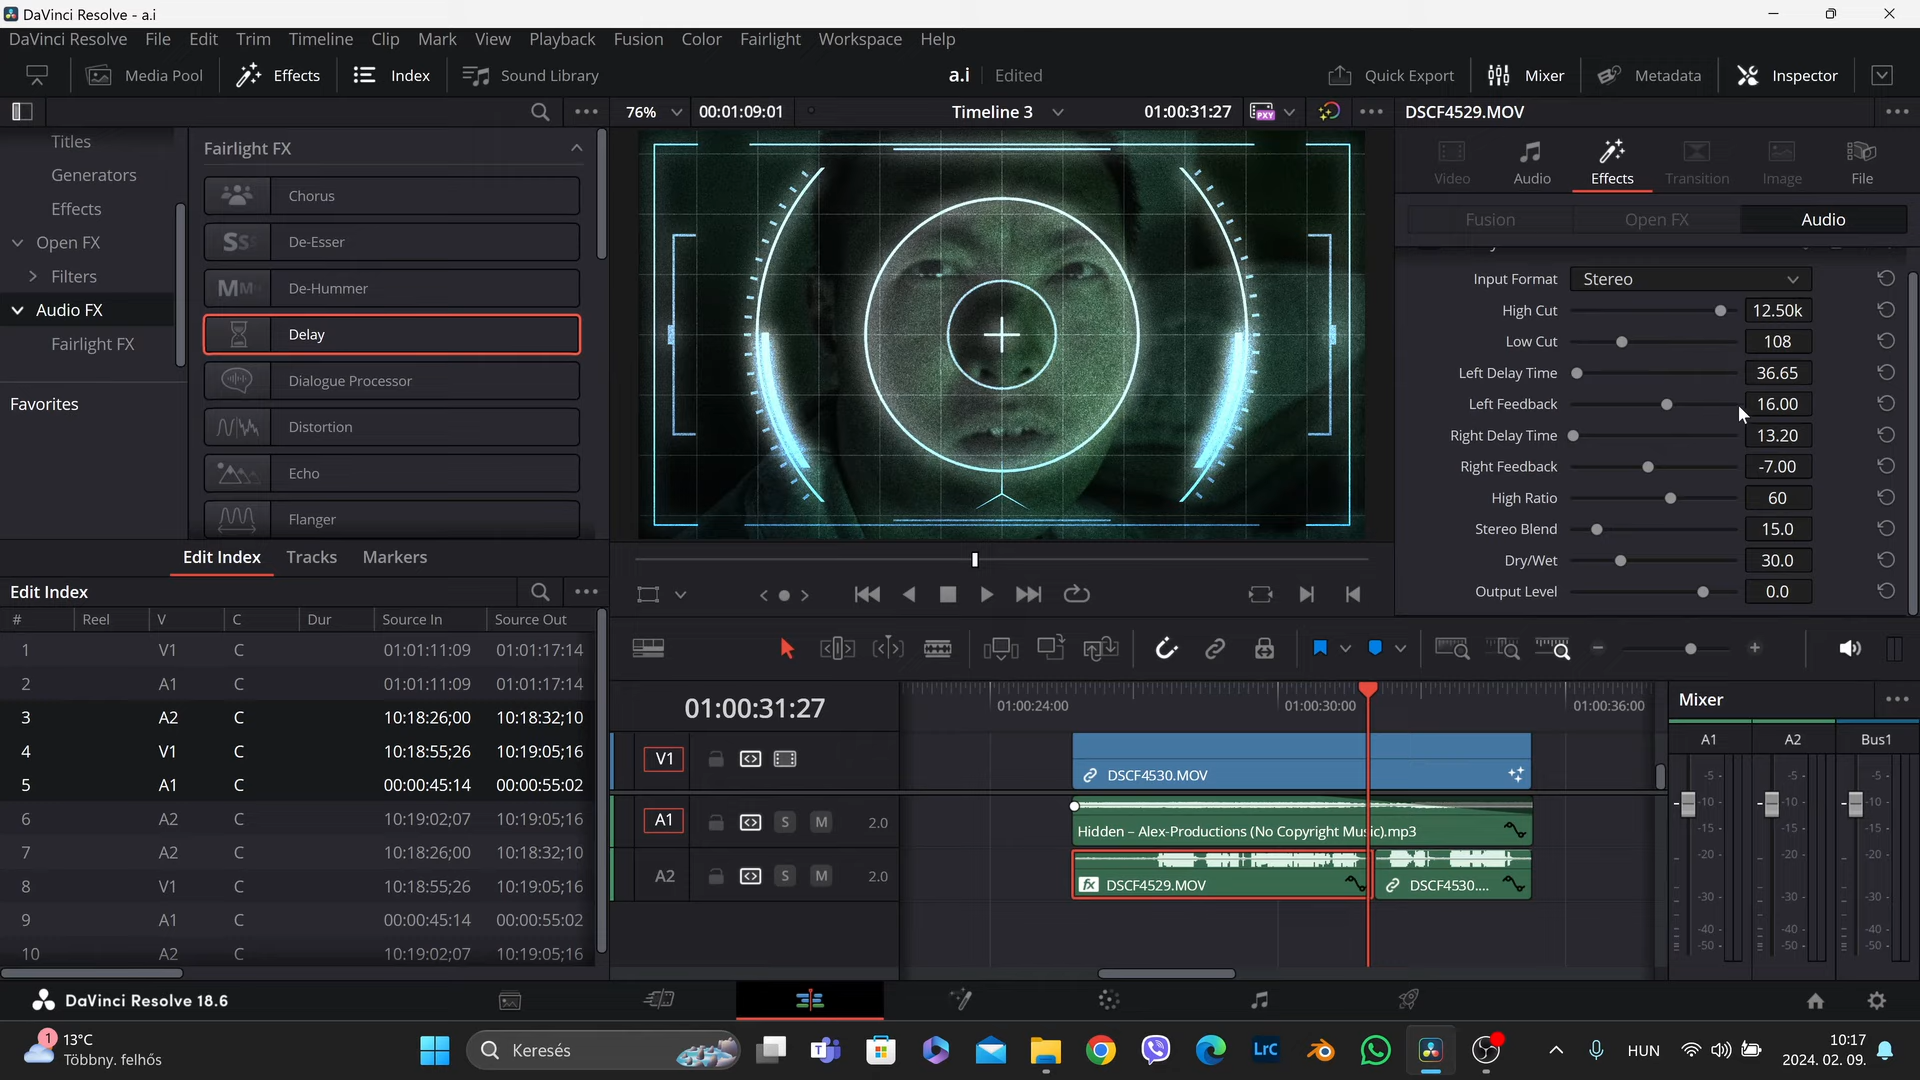 DaVinci Resolve - a.i
DaVinci Resolve File Edit Trim Timeline Clip Mark View Playback Fusion Color Fairlight Workspace Help
Media Pool Effects Index Sound Library a.i Edited Quick Export Mixer Metadata Inspector
76% 00:01:09:01 Timeline 3 01:00:31:27 PXY DSCF4529.MOV
Titles
Generators
Effects
Open FX
Filters
Audio FX
Fairlight FX
Favorites
Fairlight FX
Chorus
De-Esser
De-Hummer
Delay
Dialogue Processor
Distortion
Echo
Flanger
Video Audio Effects Transition Image File
Fusion Open FX Audio
Input Format Stereo
High Cut 12.50k
Low Cut 108
Left Delay Time 36.65
Left Feedback 16.00
Right Delay Time 13.20
Right Feedback -7.00
High Ratio 60
Stereo Blend 15.0
Dry/Wet 30.0
Output Level 0.0
Edit Index Tracks Markers
Edit Index
# Reel V C Dur Source In Source Out
1 V1 C 01:01:11:09 01:01:17:14
2 A1 C 01:01:11:09 01:01:17:14
3 A2 C 10:18:26;00 10:18:32;10
4 V1 C 10:18:55;26 10:19:05;16
5 A1 C 00:00:45:14 00:00:55:02
6 A2 C 10:19:02;07 10:19:05;16
7 A2 C 10:18:26;00 10:18:32;10
8 V1 C 10:18:55;26 10:19:05;16
9 A1 C 00:00:45:14 00:00:55:02
10 A2 C 10:19:02;07 10:19:05;16
01:00:31:27
01:00:24:00 01:00:30:00 01:00:36:00
V1
DSCF4530.MOV
A1 S M 2.0
Hidden – Alex-Productions (No Copyright Music).mp3
A2 S M 2.0
fx DSCF4529.MOV DSCF4530....
Mixer
A1 A2 Bus1
-5 -5 -5
-10 -10 -10
-15 -15 -15
-20 -20 -20
-30 -30 -30
-40 -40 -40
-50 -50 -50
DaVinci Resolve 18.6
1 13°C
Többny. felhős
Keresés
LrC
HUN
10:17
2024. 02. 09.